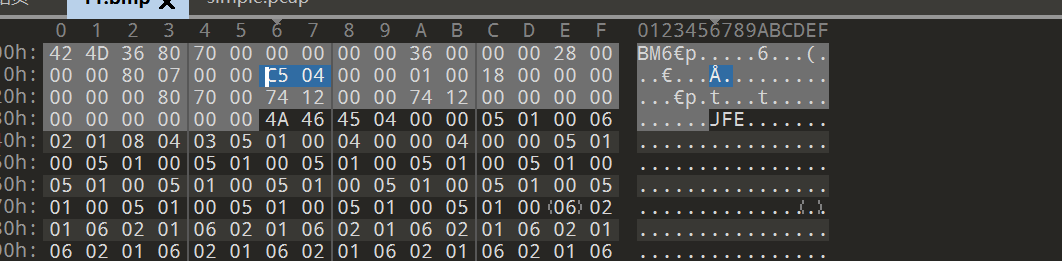 11.bmp simple.pcap
0 1 2 3 4 5 6 7 8 9 A B C D E F 0123456789ABCDEF
00h: 42 4D 36 80 70 00 00 00 00 00 36 00 00 00 28 00 BM6€p.....6...(.
10h: 00 00 80 07 00 00 C5 04 00 00 01 00 18 00 00 00 ..€...Å.........
20h: 00 00 00 80 70 00 74 12 00 00 74 12 00 00 00 00 ...€p.t...t.....
30h: 00 00 00 00 00 00 4A 46 45 04 00 00 05 01 00 06 ......JFE.......
40h: 02 01 08 04 03 05 01 00 04 00 00 04 00 00 05 01 ................
50h: 00 05 01 00 05 01 00 05 01 00 05 01 00 05 01 00 ................
60h: 05 01 00 05 01 00 05 01 00 05 01 00 05 01 00 05 ................
70h: 01 00 05 01 00 05 01 00 05 01 00 05 01 00 06 02 ................
80h: 01 06 02 01 06 02 01 06 02 01 06 02 01 06 02 01 ................
90h: 06 02 01 06 02 01 06 02 01 06 02 01 06 02 01 06 ................